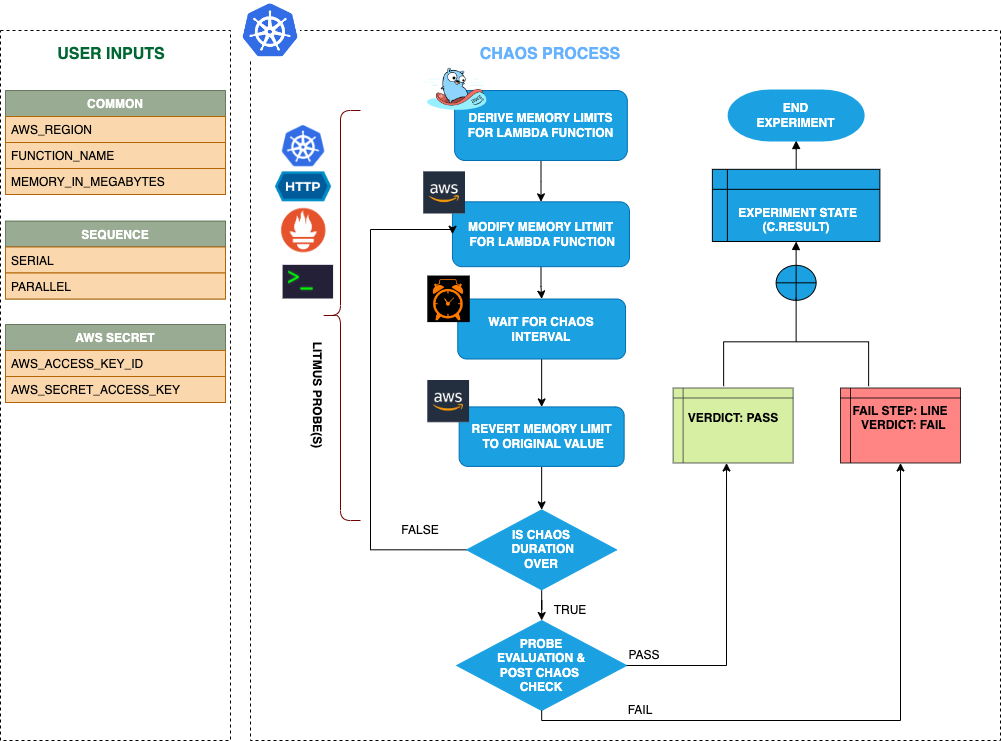 USER INPUTS
COMMON
AWS_REGION
FUNCTION_NAME
MEMORY_IN_MEGABYTES
SEQUENCE
SERIAL
PARALLEL
AWS SECRET
AWS_ACCESS_KEY_ID
AWS_SECRET_ACCESS_KEY
CHAOS PROCESS
HTTP
>_
LITMUS PROBE(S)
DERIVE MEMORY LIMITS
FOR LAMBDA FUNCTION
aws
MODIFY MEMORY LITMIT
FOR LAMBDA FUNCTION
WAIT FOR CHAOS
INTERVAL
aws
REVERT MEMORY LIMIT
TO ORIGINAL VALUE
IS CHAOS
DURATION
OVER
FALSE
TRUE
PROBE
EVALUATION &
POST CHAOS
CHECK
PASS
FAIL
VERDICT: PASS
FAIL STEP: LINE
VERDICT: FAIL
EXPERIMENT STATE
(C.RESULT)
END
EXPERIMENT